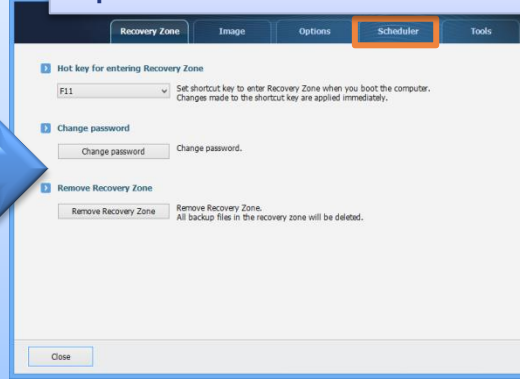 Recovery Zone Image Options Scheduler Tools
Hot key for entering Recovery Zone
F11
Set shortcut key to enter Recovery Zone when you boot the computer.
Changes made to the shortcut key are applied immediately.
Change password
Change password
Change password.
Remove Recovery Zone
Remove Recovery Zone
Remove Recovery Zone.
All backup files in the recovery zone will be deleted.
Close